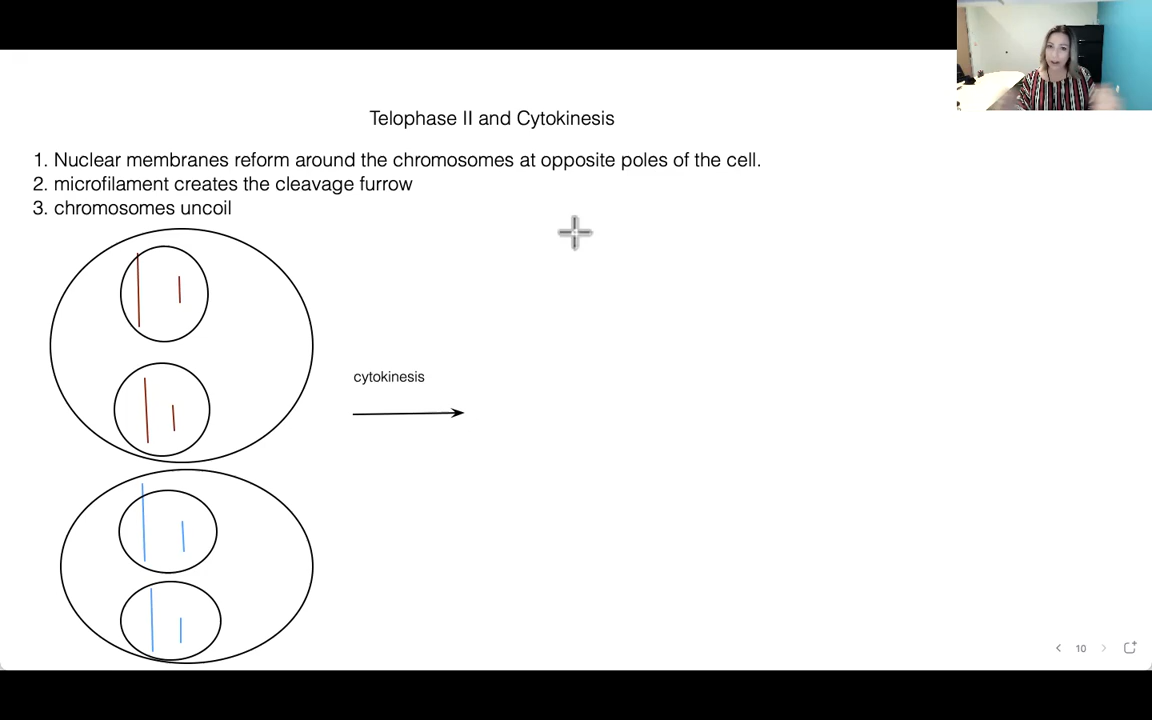 Telophase II and Cytokinesis
1. Nuclear membranes reform around the chromosomes at opposite poles of the cell.
2. microfilament creates the cleavage furrow
3. chromosomes uncoil
cytokinesis
10